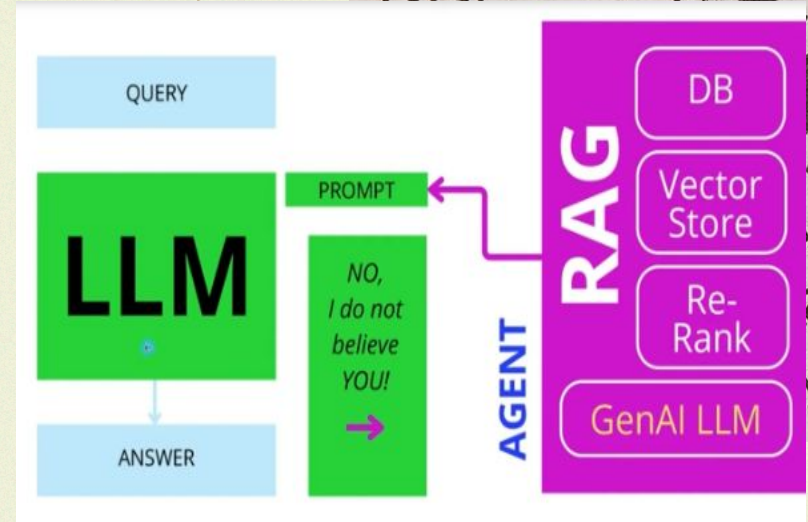 QUERY
LLM
ANSWER
PROMPT
NO,
I do not
believe
YOU!
AGENT
RAG
DB
Vector
Store
Re-
Rank
GenAI LLM